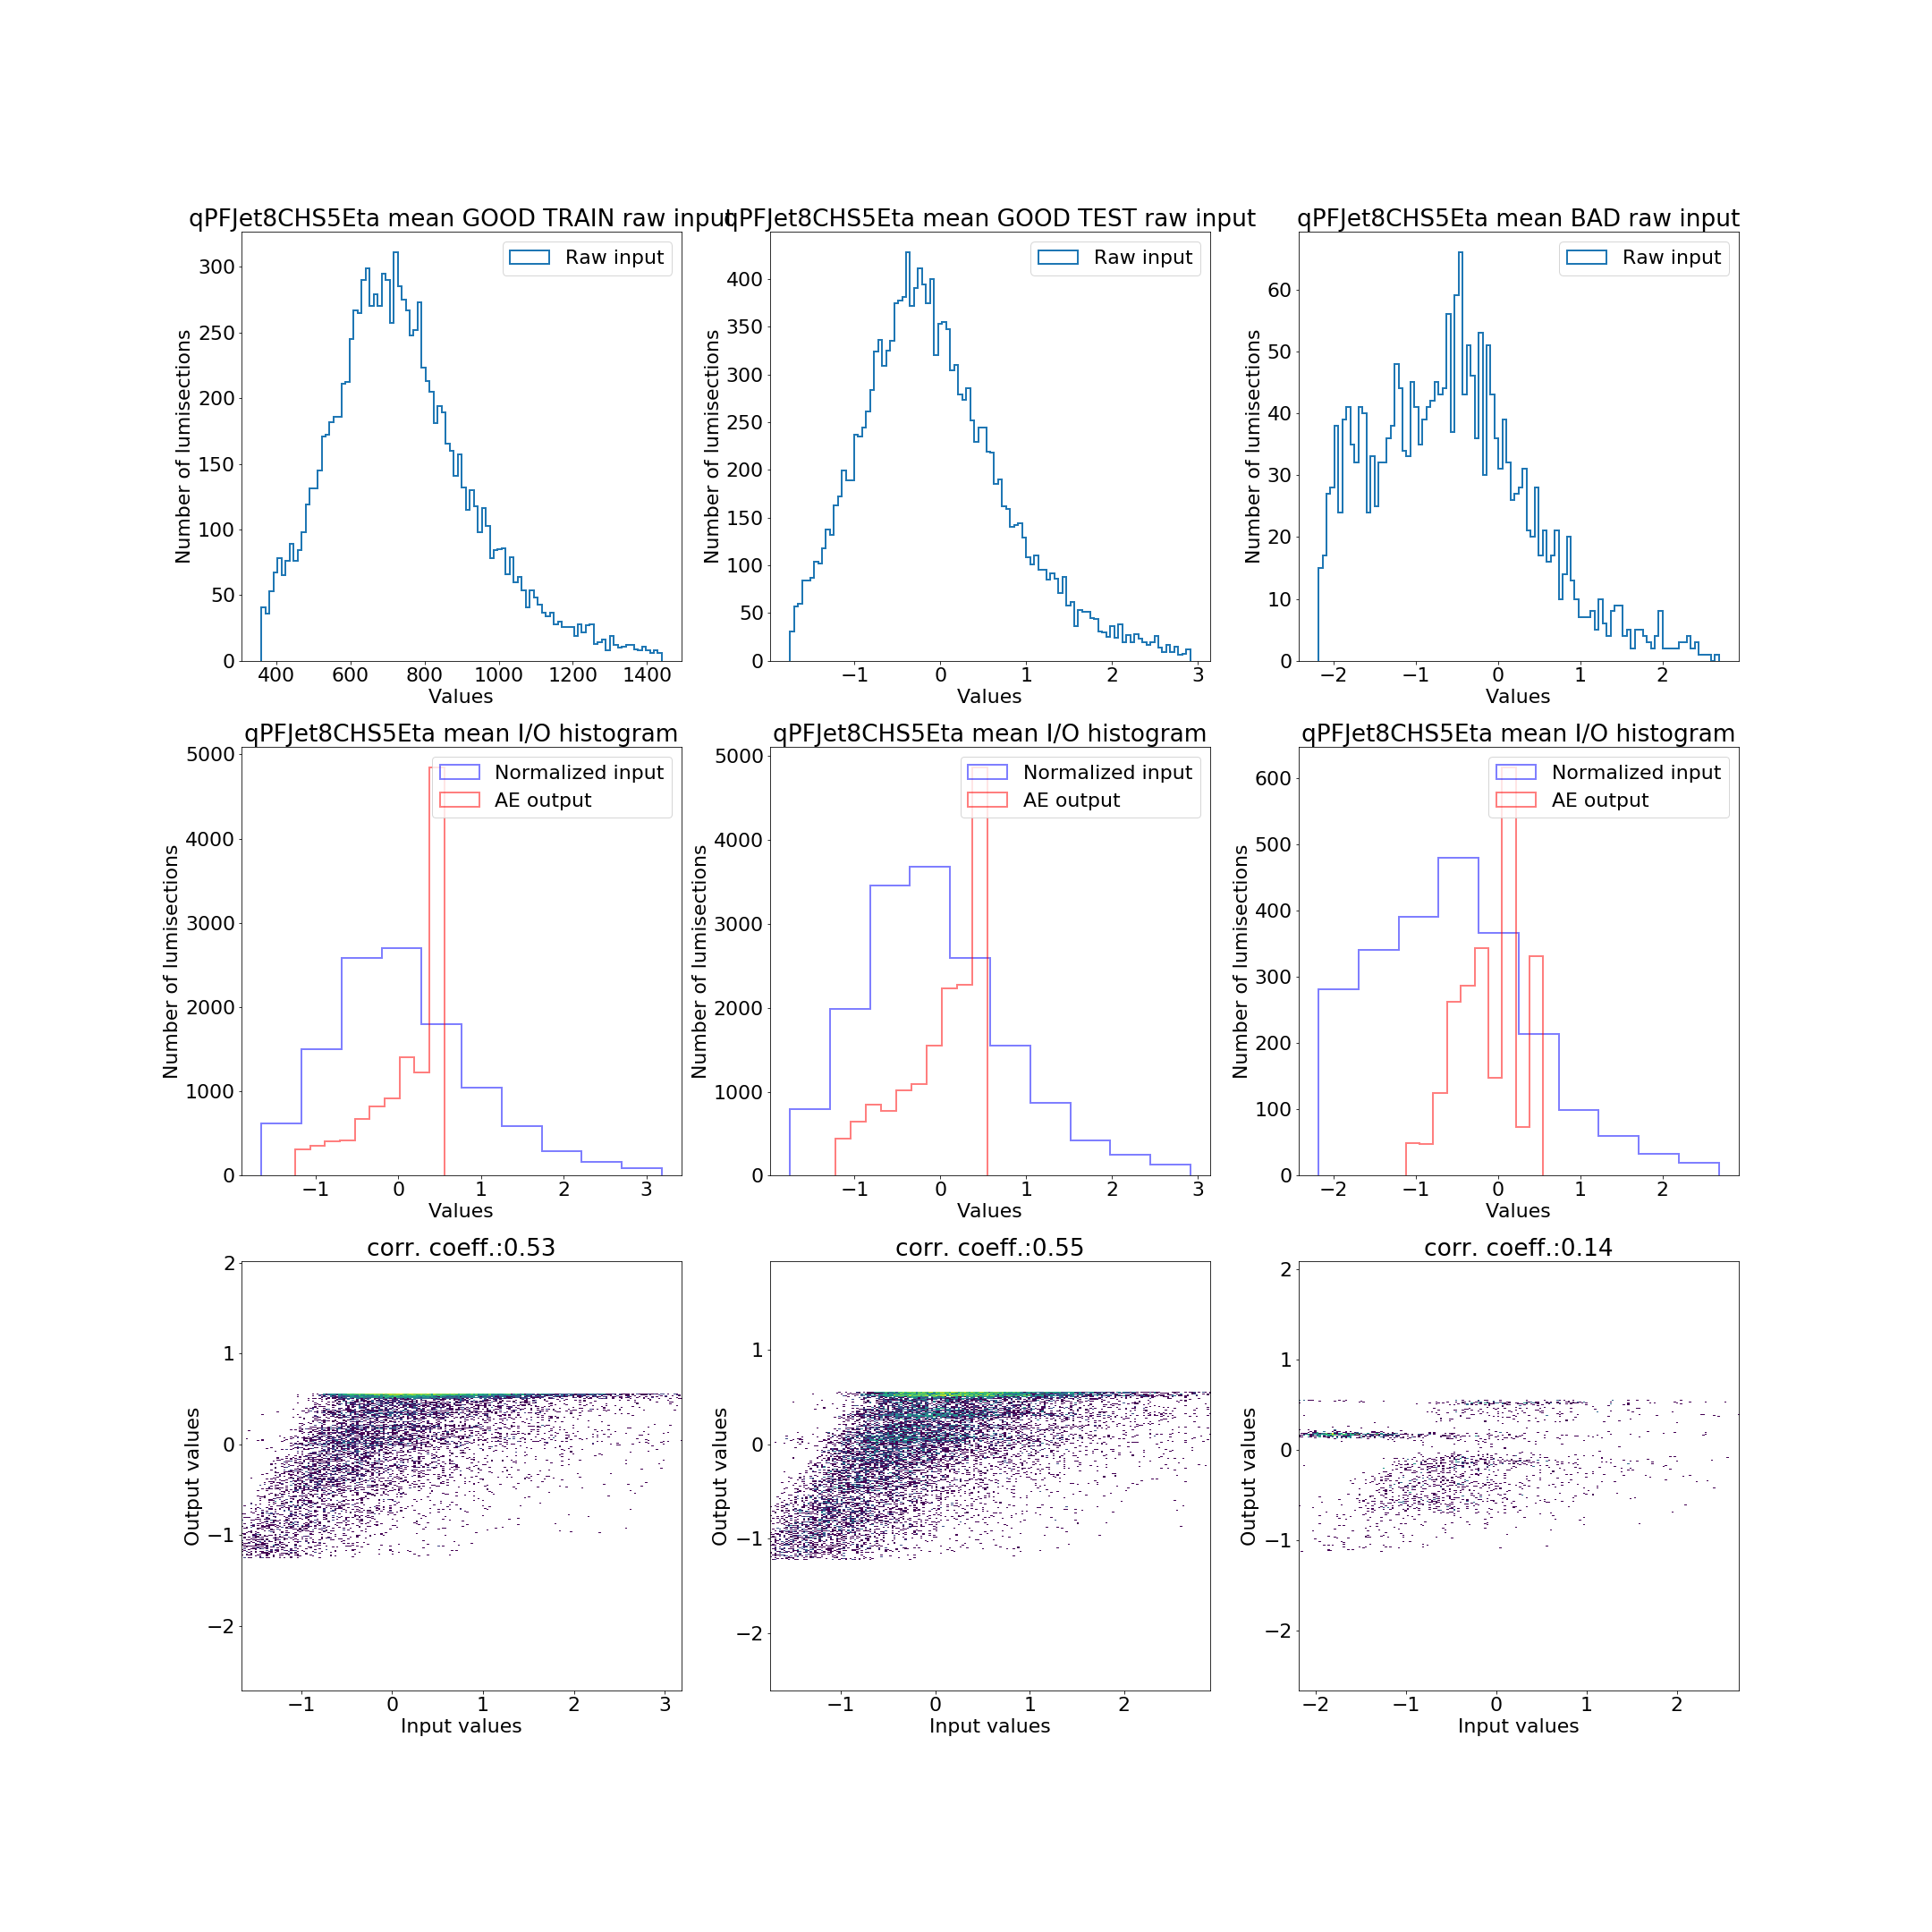 qPFJet8CHS5Eta mean GOOD TRAIN raw input
Raw input
Number of lumisections
0
50
100
150
200
250
300
400
600
800
1000
1200
1400
Values
qPFJet8CHS5Eta mean GOOD TEST raw input
Raw input
Number of lumisections
0
50
100
150
200
250
300
350
400
−1
0
1
2
3
Values
qPFJet8CHS5Eta mean BAD raw input
Raw input
Number of lumisections
0
10
20
30
40
50
60
−2
−1
0
1
2
Values
qPFJet8CHS5Eta mean I/O histogram
Normalized input
AE output
Number of lumisections
0
1000
2000
3000
4000
5000
−1
0
1
2
3
Values
qPFJet8CHS5Eta mean I/O histogram
Normalized input
AE output
Number of lumisections
0
1000
2000
3000
4000
5000
−1
0
1
2
3
Values
qPFJet8CHS5Eta mean I/O histogram
Normalized input
AE output
Number of lumisections
0
100
200
300
400
500
600
−2
−1
0
1
2
Values
corr. coeff.:0.53
Output values
2
1
0
−1
−2
−1
0
1
2
3
Input values
corr. coeff.:0.55
Output values
1
0
−1
−2
−1
0
1
2
Input values
corr. coeff.:0.14
Output values
2
1
0
−1
−2
−2
−1
0
1
2
Input values